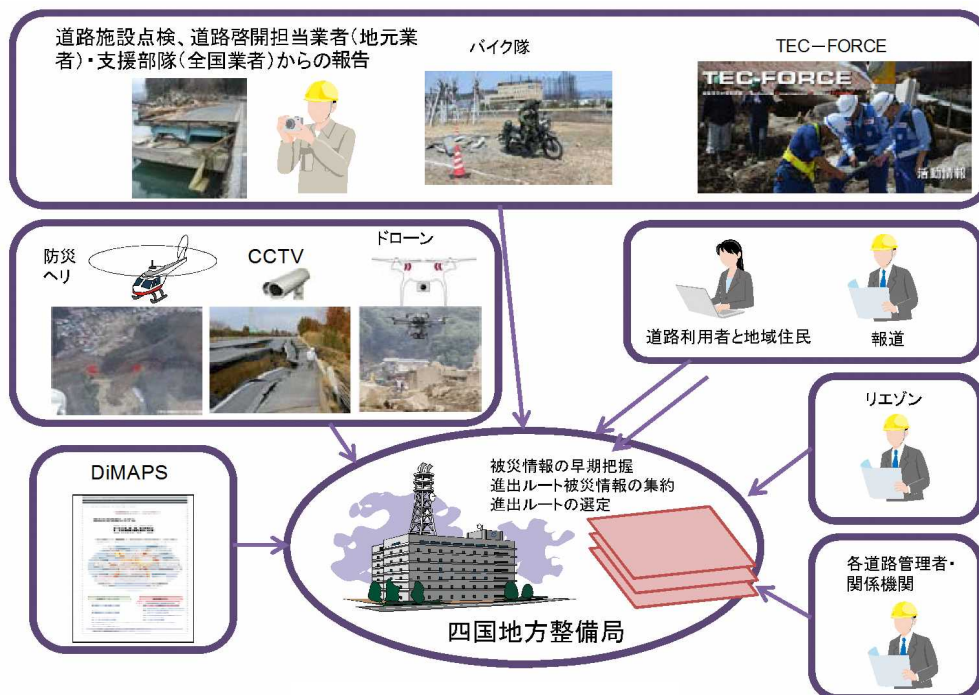 道路施設点検、道路啓開担当業者(地元業
者)・支援部隊(全国業者)からの報告
バイク隊
TEC－FORCE
TEC-FORCE
活動情報
防災
ヘリ
CCTV
ドローン
道路利用者と地域住民
報道
リエゾン
DiMAPS
被災情報の早期把握
進出ルート被災情報の集約
進出ルートの選定
各道路管理者・
関係機関
四国地方整備局